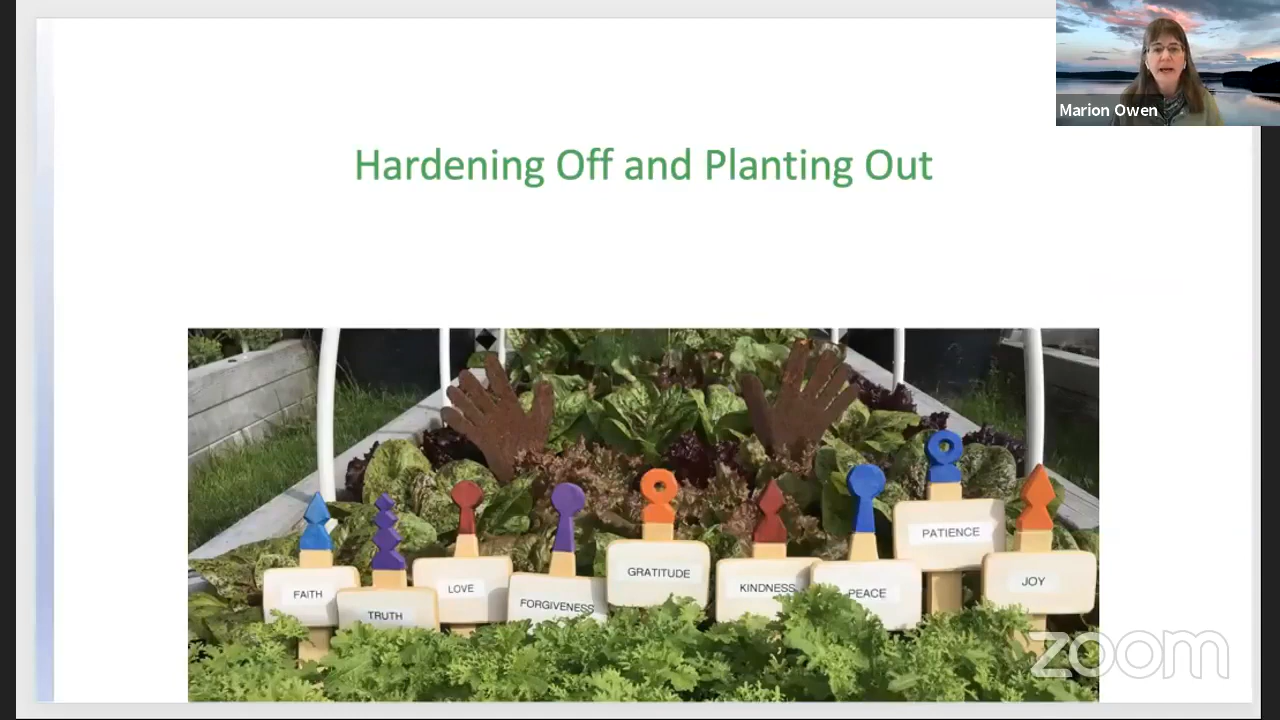 Marion Owen
Hardening Off and Planting Out
PATIENCE
GRATITUDE
JOY
LOVE
KINDNESS
PEACE
FAITH
FORGIVENESS
TRUTH
zoom